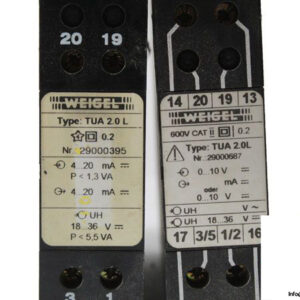 20 19
WEIGEL
Type: TUA 2.0 L
0.2
Nr.: 29000395
4...20 mA
P < 1,3 VA
4...20 mA
UH
18...36 V
P < 5,5 VA
3 1
14 20 19 13
WEIGEL
600V CAT II 0.2
Type: TUA 2.0L
Nr.: 29000687
0...10 V
0...20 mA
oder
0...10 V
UH V~
18...36 V
17 3/5 1/2 16